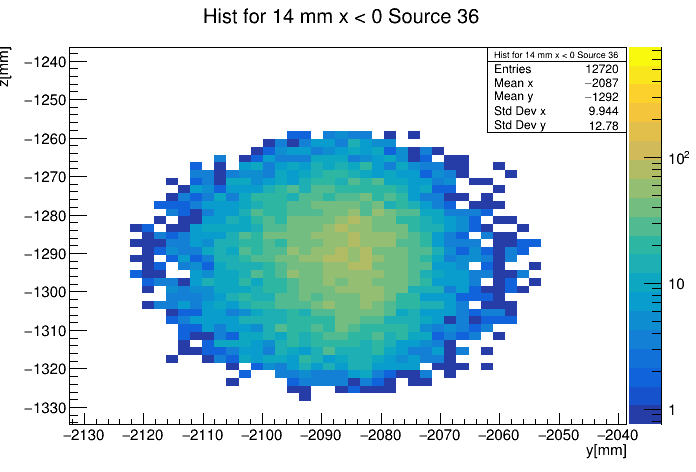 Hist for 14 mm x < 0 Source 36
z[mm]
Hist for 14 mm x < 0 Source 36
Entries 12720
Mean x −2087
Mean y −1292
Std Dev x 9.944
Std Dev y 12.78
−1240
−1250
−1260
−1270
−1280
−1290
−1300
−1310
−1320
−1330
10²
10
1
−2130 −2120 −2110 −2100 −2090 −2080 −2070 −2060 −2050 −2040
y[mm]